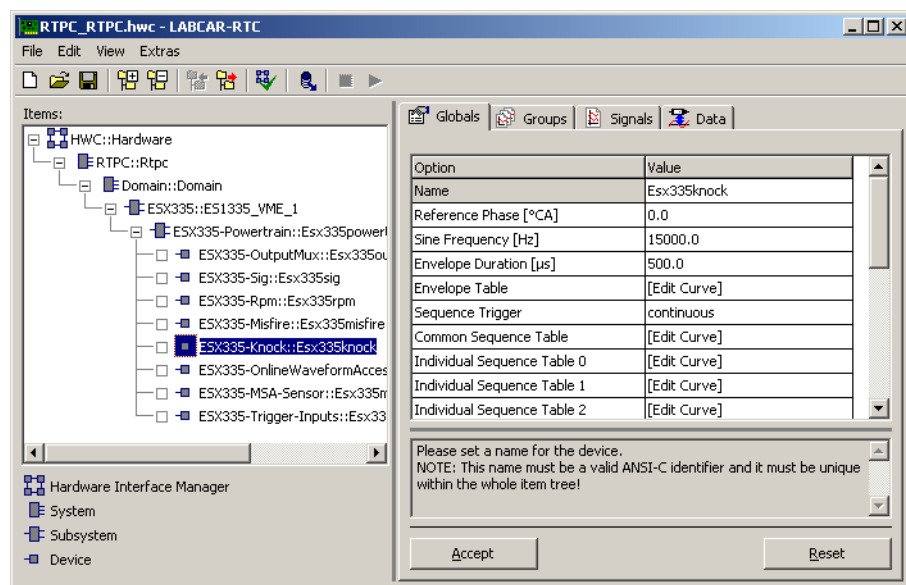 RTPC_RTPC.hwc - LABCAR-RTC
File Edit View Extras
Items:
HWC::Hardware
RTPC::Rtpc
Domain::Domain
ESX335::ES1335_VME_1
ESX335-Powertrain::Esx335power
ESX335-OutputMux::Esx335ou
ESX335-Sig::Esx335sig
ESX335-Rpm::Esx335rpm
ESX335-Misfire::Esx335misfire
ESX335-Knock::Esx335knock
ESX335-OnlineWaveformAcces
ESX335-MSA-Sensor::Esx335m
ESX335-Trigger-Inputs::Esx33
Hardware Interface Manager
System
Subsystem
Device
Globals Groups Signals Data
Option Value
Name Esx335knock
Reference Phase [°CA] 0.0
Sine Frequency [Hz] 15000.0
Envelope Duration [µs] 500.0
Envelope Table [Edit Curve]
Sequence Trigger continuous
Common Sequence Table [Edit Curve]
Individual Sequence Table 0 [Edit Curve]
Individual Sequence Table 1 [Edit Curve]
Individual Sequence Table 2 [Edit Curve]
Please set a name for the device.
NOTE: This name must be a valid ANSI-C identifier and it must be unique
within the whole item tree!
Accept Reset